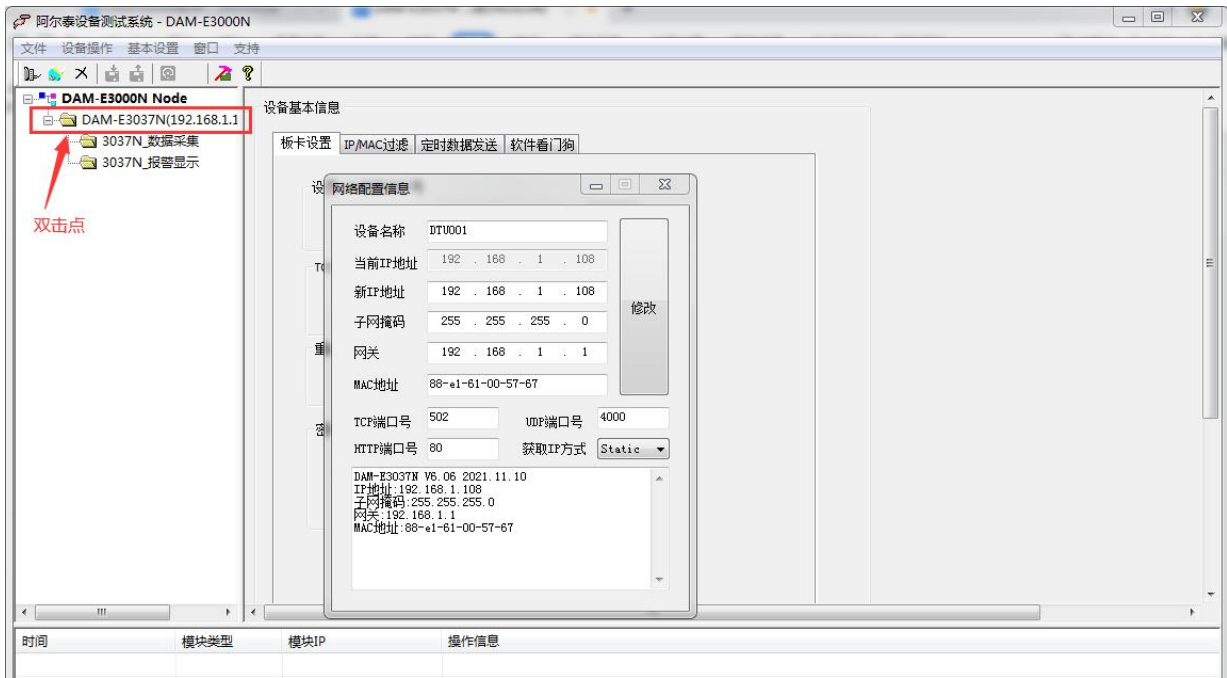 阿尔泰设备测试系统 - DAM-E3000N
文件 设备操作 基本设置 窗口 支持
DAM-E3000N Node
DAM-E3037N(192.168.1.1
3037N_数据采集
3037N_报警显示
双击点
设备基本信息
板卡设置 IP/MAC过滤 定时数据发送 软件看门狗
设
网络配置信息
设备名称 DTU001
当前IP地址 192 . 168 . 1 . 108
新IP地址 192 . 168 . 1 . 108
修改
子网掩码 255 . 255 . 255 . 0
重
网关 192 . 168 . 1 . 1
MAC地址 88-e1-61-00-57-67
TCP端口号 502 UDP端口号 4000
密
HTTP端口号 80 获取IP方式 Static
DAM-E3037N V6.06 2021.11.10
IP地址:192.168.1.108
子网掩码:255.255.255.0
网关:192.168.1.1
MAC地址:88-e1-61-00-57-67
时间 模块类型 模块IP 操作信息